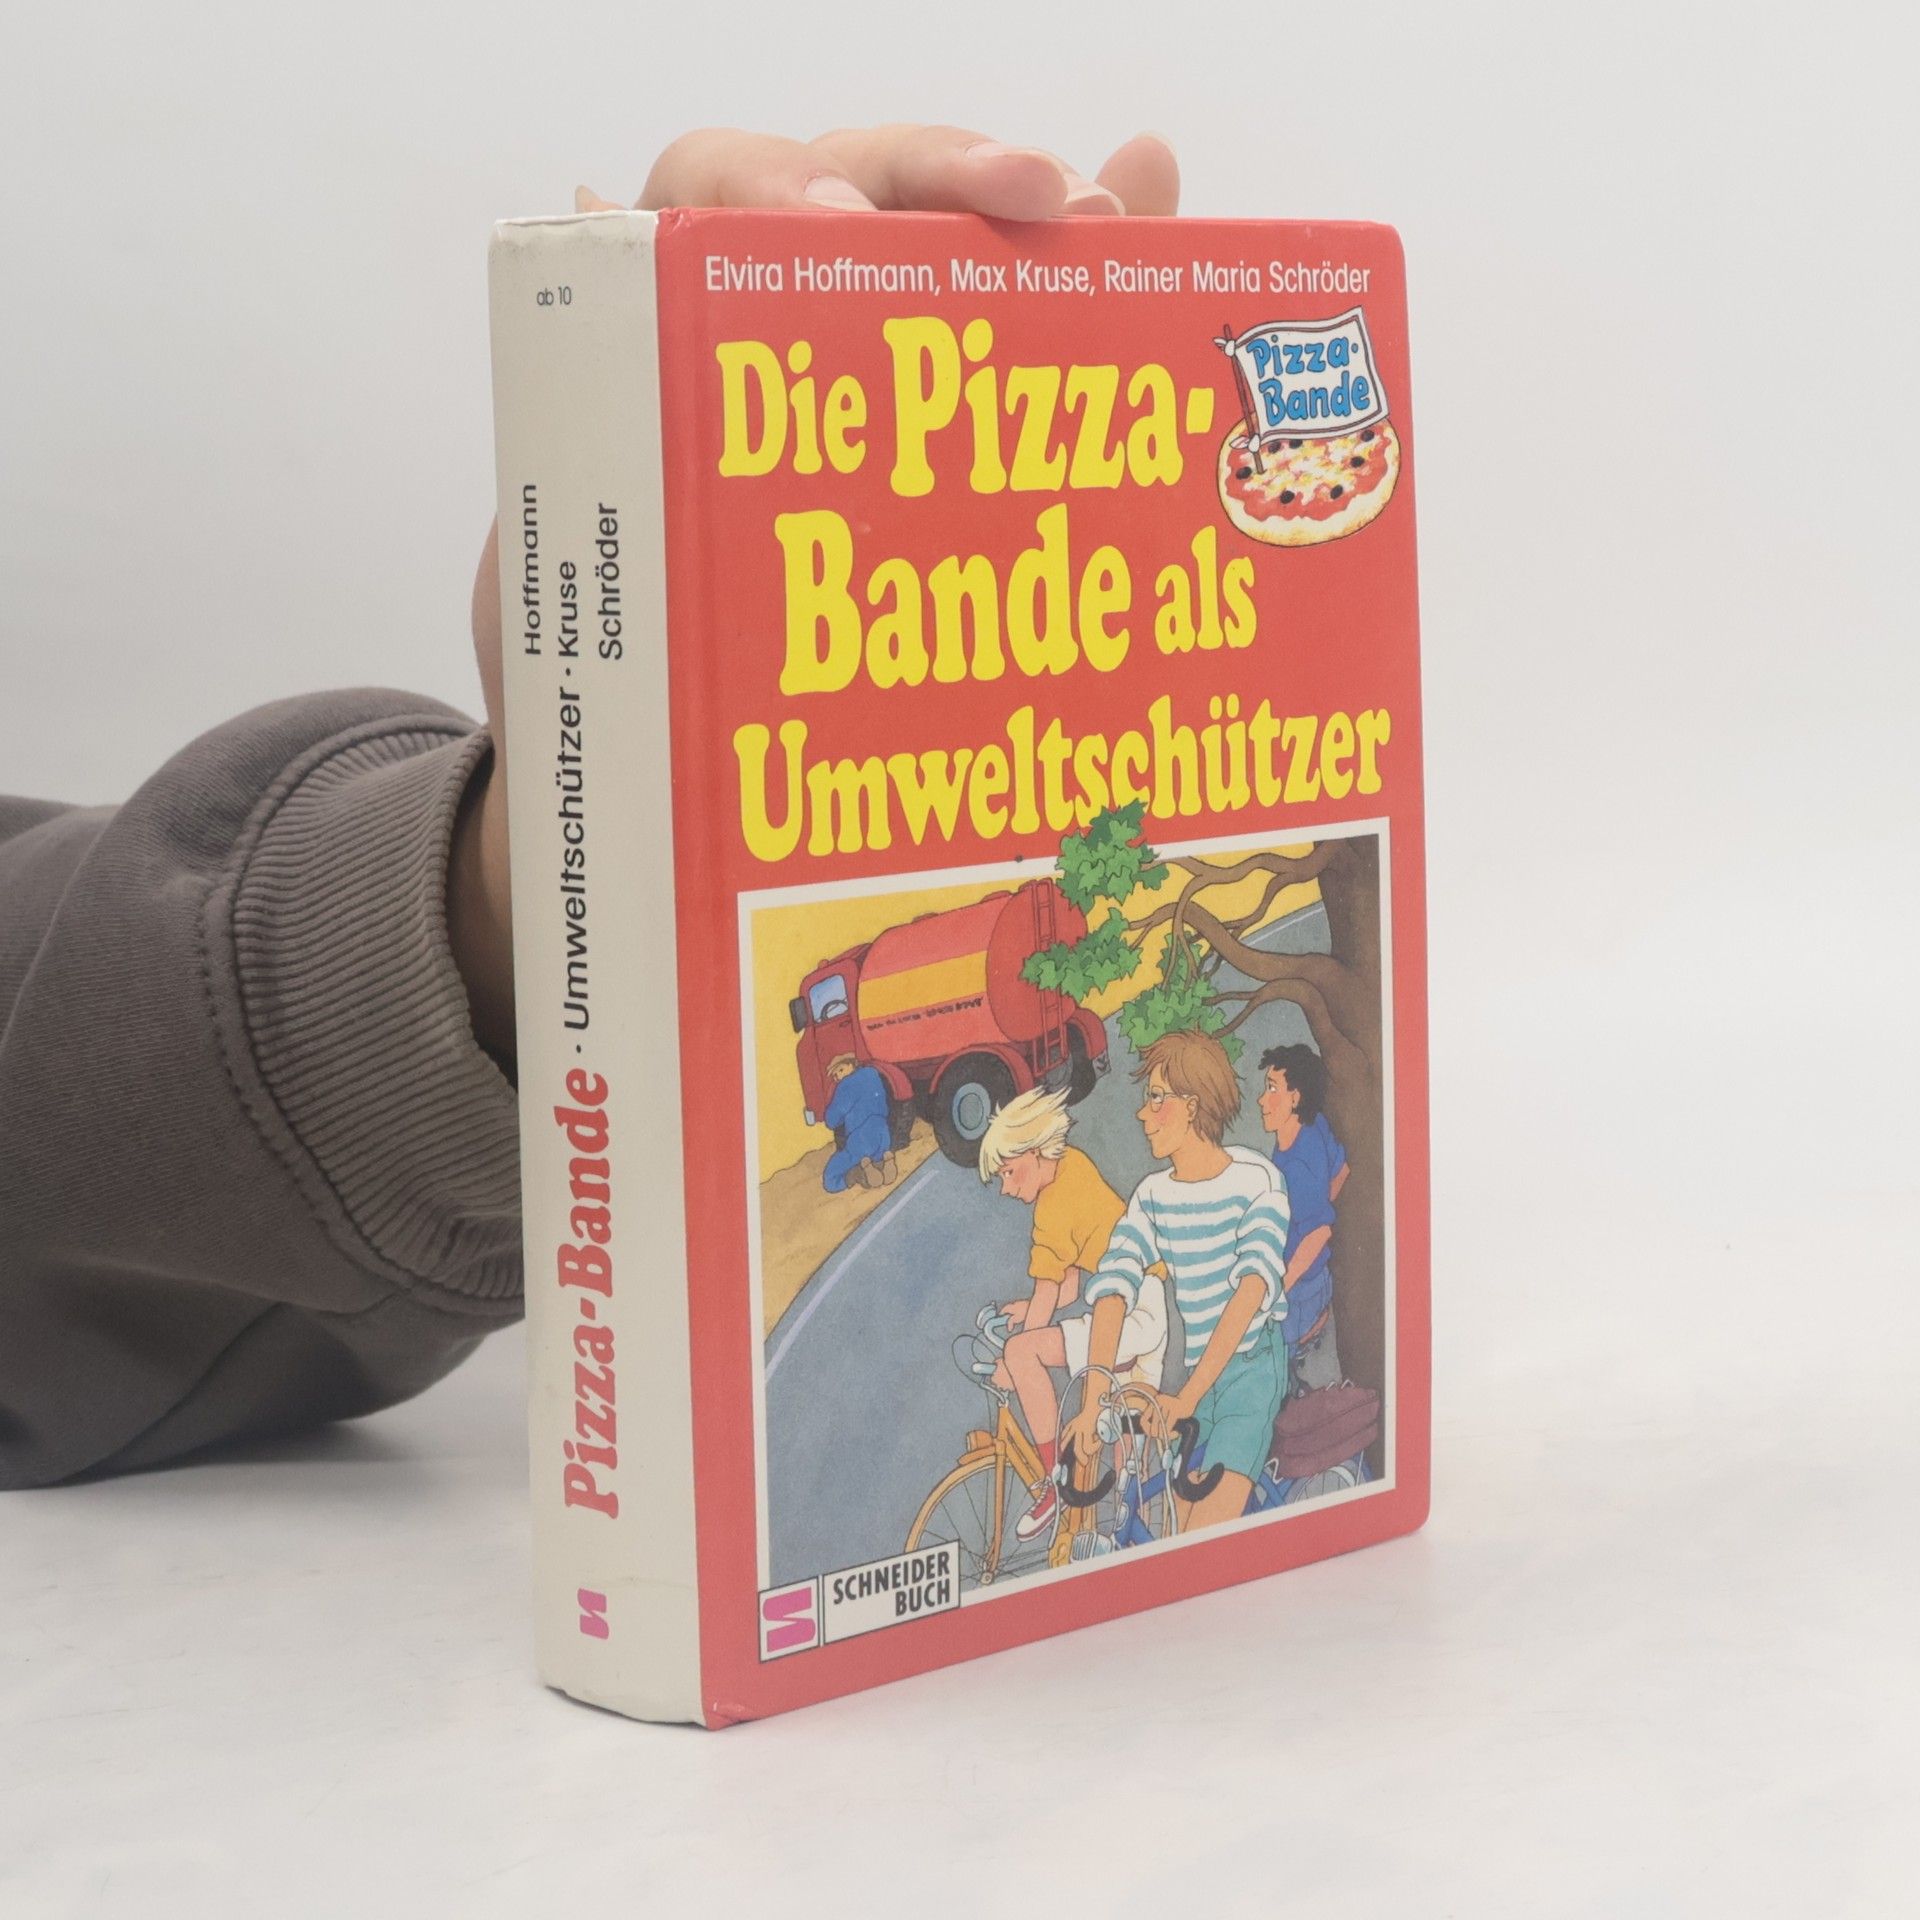 ab 10
Hoffmann
Pizza-Bande · Umweltschützer · Kruse
Schröder
Elvira Hoffmann, Max Kruse, Rainer Maria Schröder
Die Pizza-
Bande als
Umweltschützer
Pizza-
Bande
SCHNEIDER
BUCH